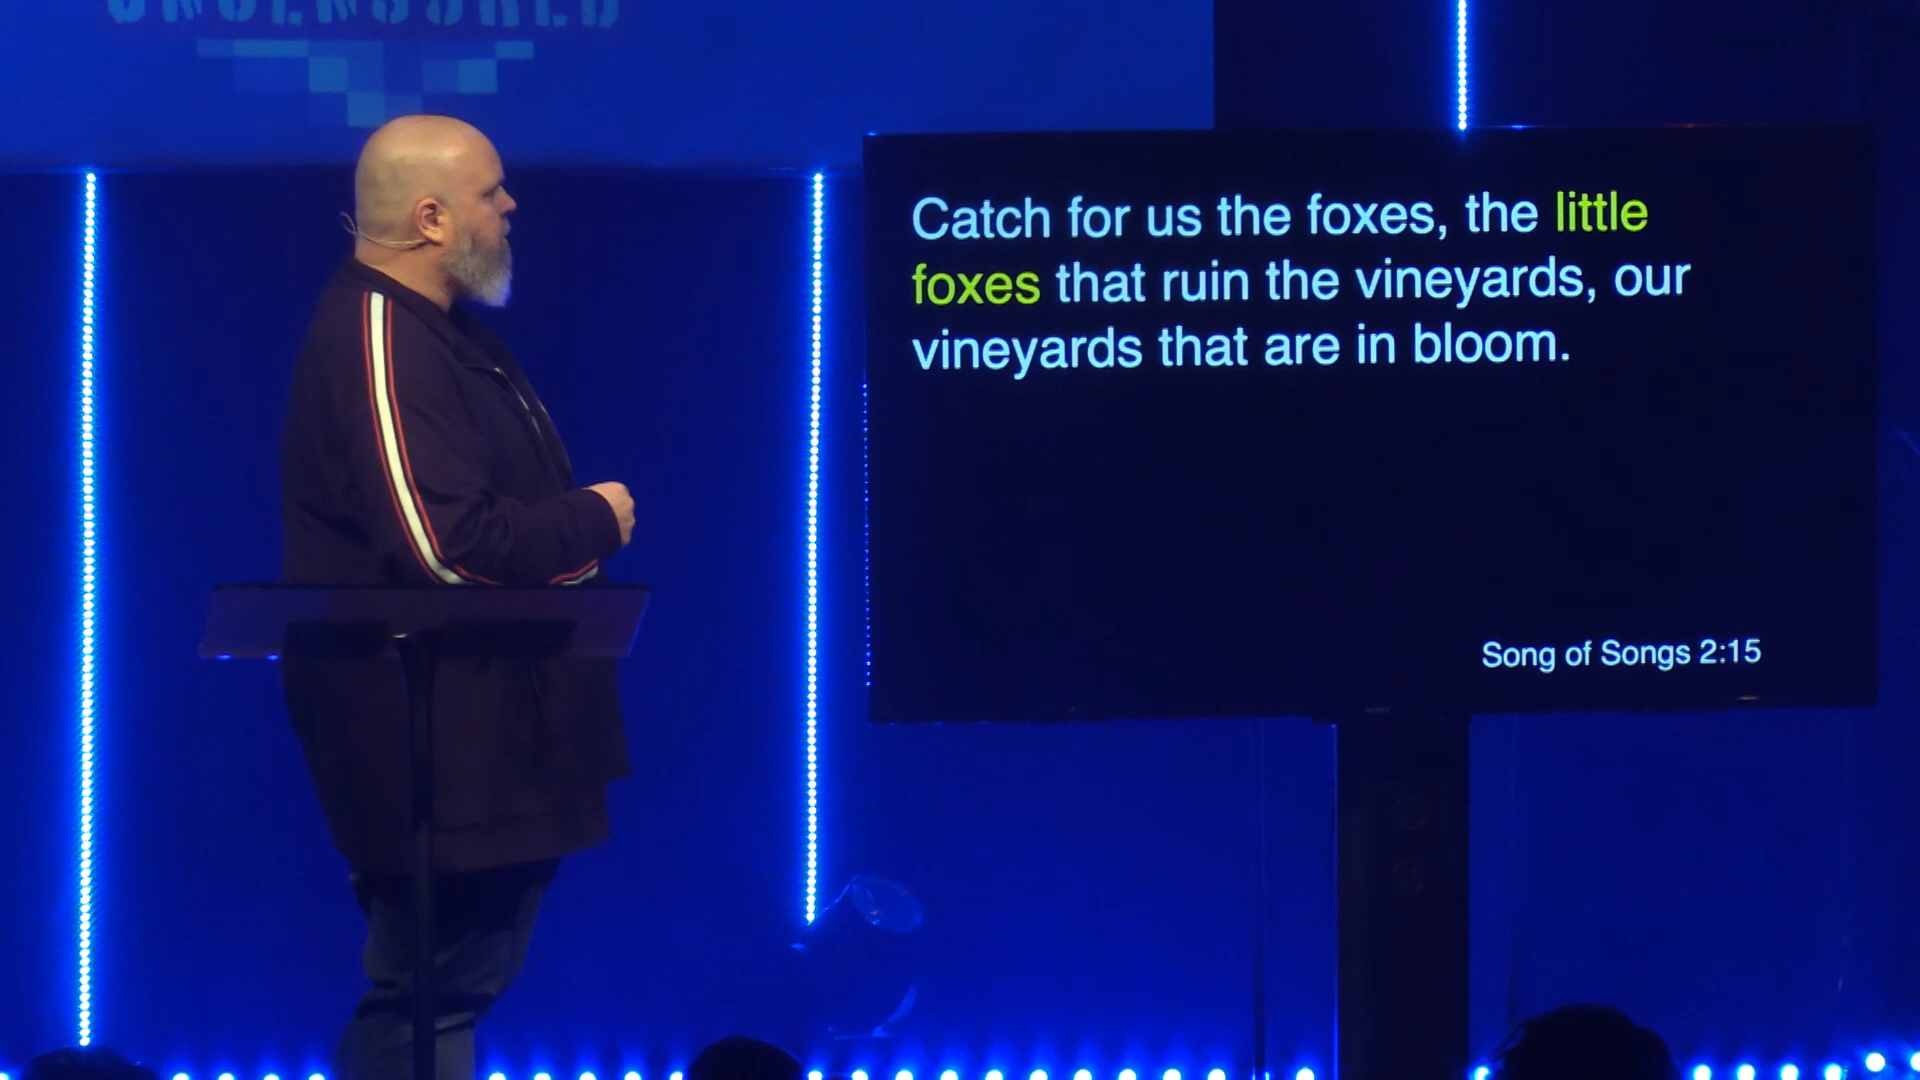 UNCENSORED
Catch for us the foxes, the little
foxes that ruin the vineyards, our
vineyards that are in bloom.
Song of Songs 2:15